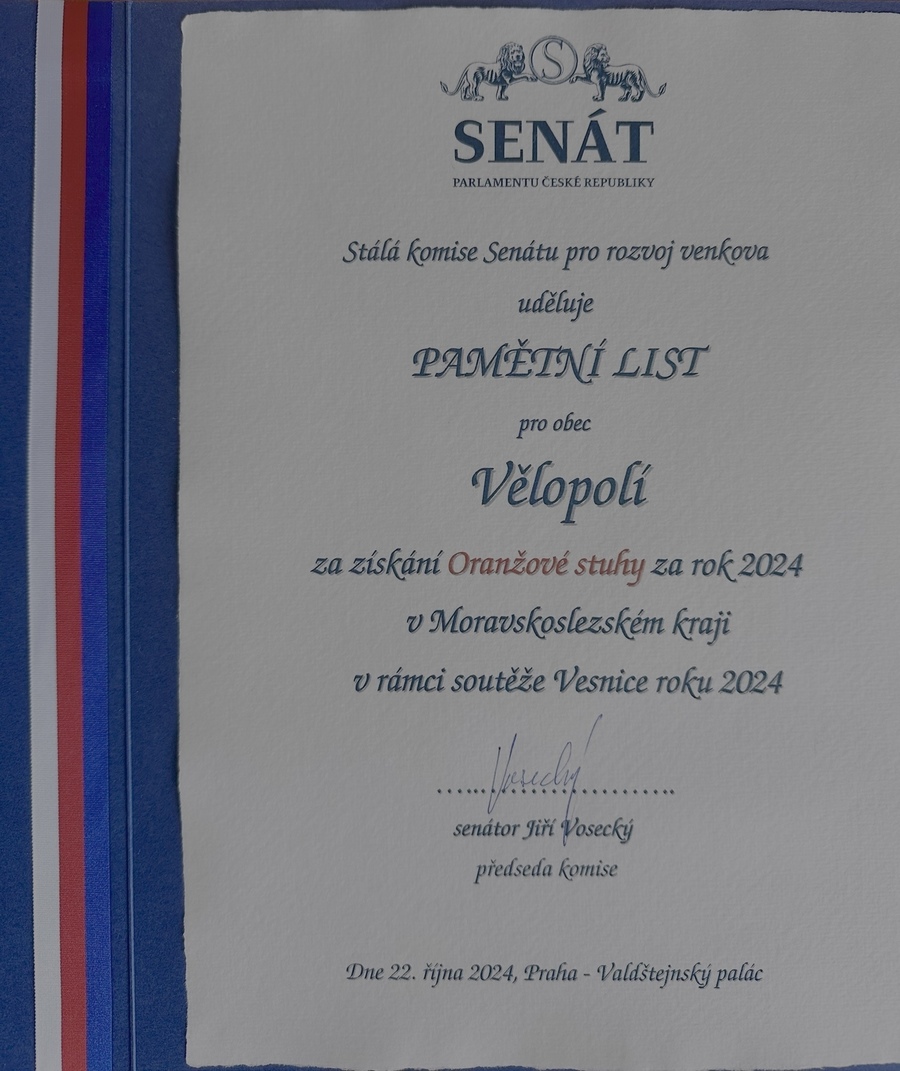 S
SENÁT
PARLAMENTU ČESKÉ REPUBLIKY
Stálá komise Senátu pro rozvoj venkova
uděluje
PAMĚTNÍ LIST
pro obec
Vělopolí
za získání Oranžové stuhy za rok 2024
v Moravskoslezském kraji
v rámci soutěže Vesnice roku 2024
Vosecký
senátor Jiří Vosecký
předseda komise
Dne 22. října 2024, Praha - Valdštejnský palác